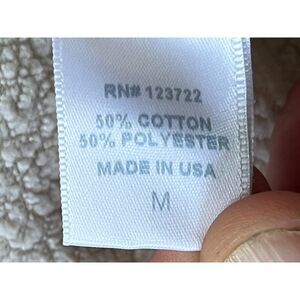 RN# 123722
50% COTTON
50% POLYESTER
MADE IN USA
M